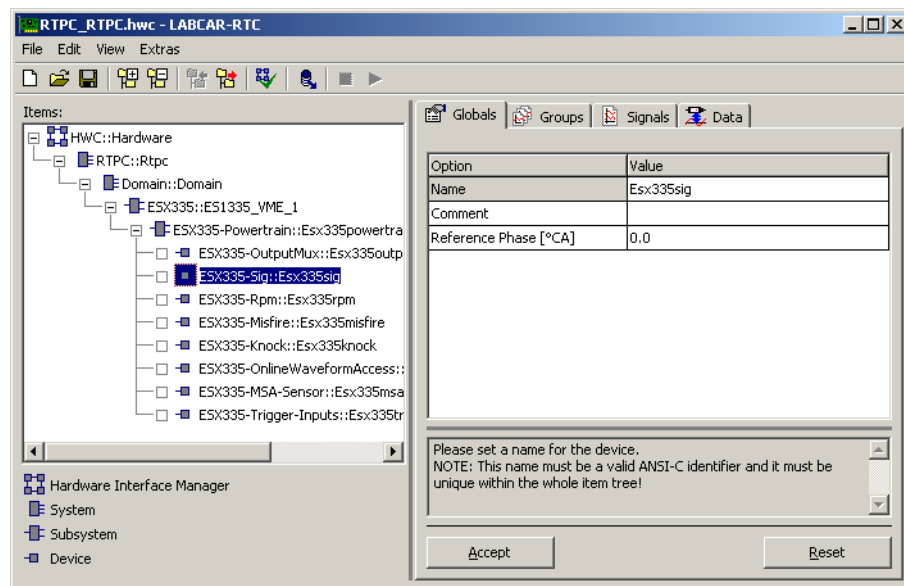 RTPC_RTPC.hwc - LABCAR-RTC
File Edit View Extras
Items:
HWC::Hardware
RTPC::Rtpc
Domain::Domain
ESX335::ES1335_VME_1
ESX335-Powertrain::Esx335powertra
ESX335-OutputMux::Esx335outp
ESX335-Sig::Esx335sig
ESX335-Rpm::Esx335rpm
ESX335-Misfire::Esx335misfire
ESX335-Knock::Esx335knock
ESX335-OnlineWaveformAccess::
ESX335-MSA-Sensor::Esx335msa
ESX335-Trigger-Inputs::Esx335tr
Hardware Interface Manager
System
Subsystem
Device
Globals Groups Signals Data
Option Value
Name Esx335sig
Comment
Reference Phase [°CA] 0.0
Please set a name for the device.
NOTE: This name must be a valid ANSI-C identifier and it must be
unique within the whole item tree!
Accept Reset